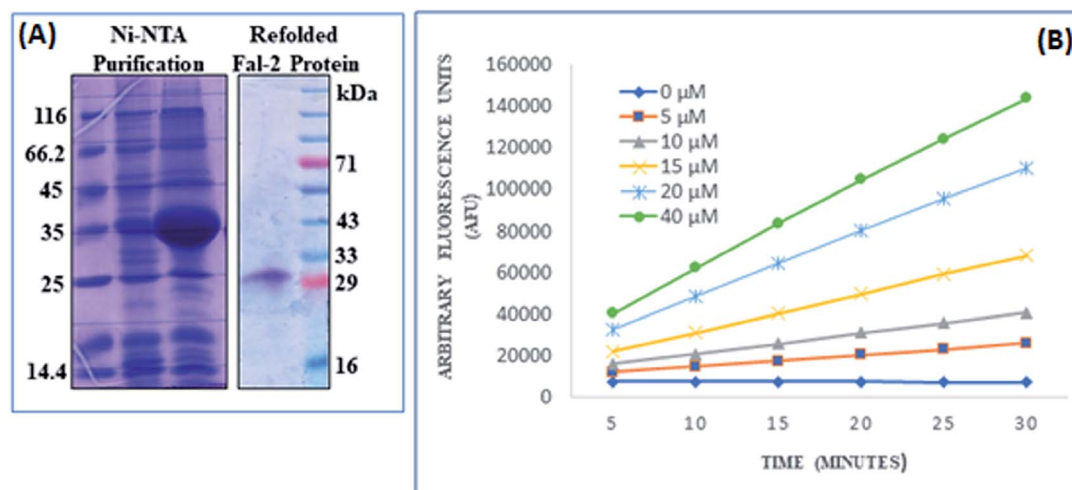 (A)
Ni-NTA Purification
Refolded Fal-2 Protein
kDa
116
66.2
45
35
25
14.4
71
43
33
29
16
(B)
ARBITRARY FLUORESCENCE UNITS (AFU)
160000
140000
120000
100000
80000
60000
40000
20000
0
0 µM
5 µM
10 µM
15 µM
20 µM
40 µM
5 10 15 20 25 30
TIME (MINUTES)